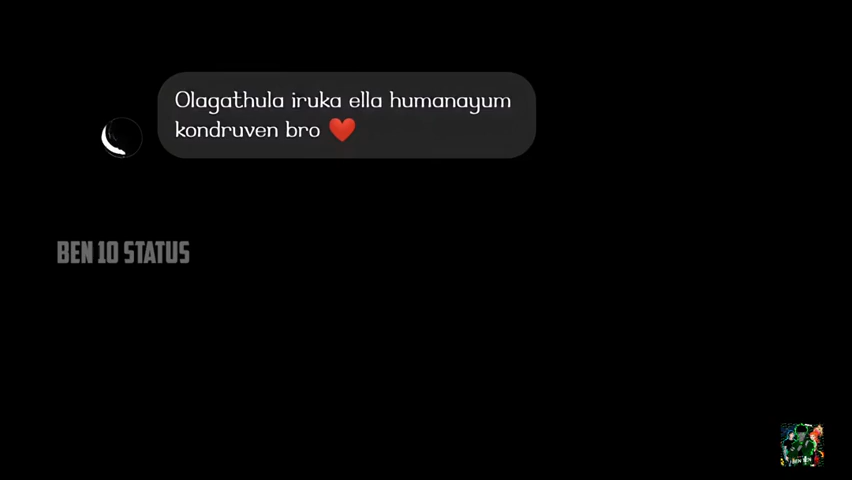 Olagathula iruka ella humanayum
kondruven bro ❤️
BEN 10 STATUS